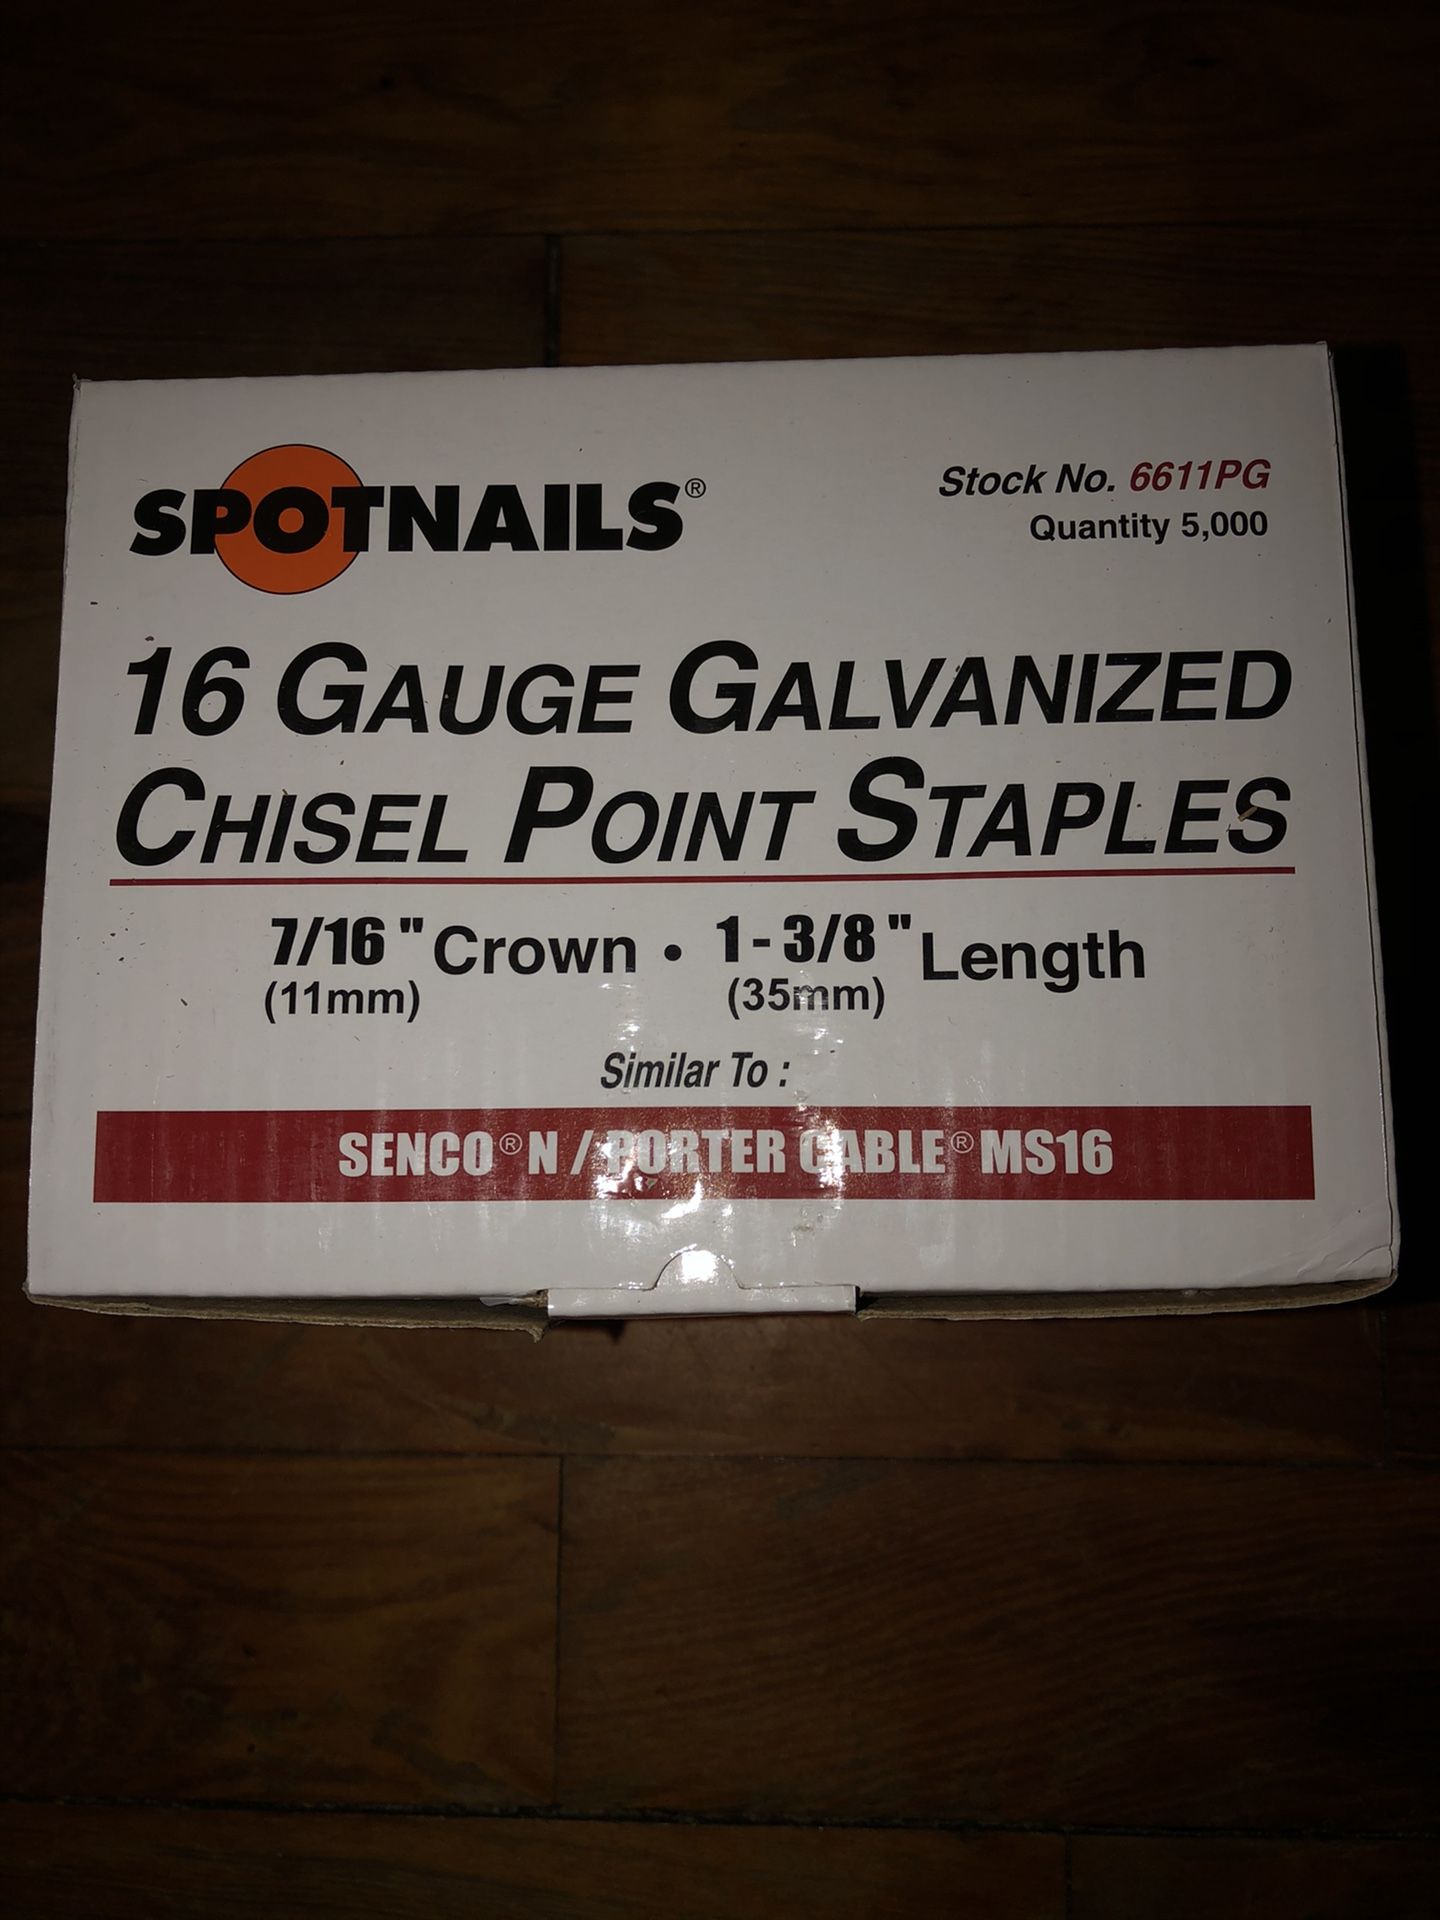 SPOTNAILS®
Stock No. 6611PG
Quantity 5,000
16 GAUGE GALVANIZED
CHISEL POINT STAPLES
7/16" Crown • 1-3/8" Length
(11mm) (35mm)
Similar To :
SENCO® N / PORTER CABLE® MS16